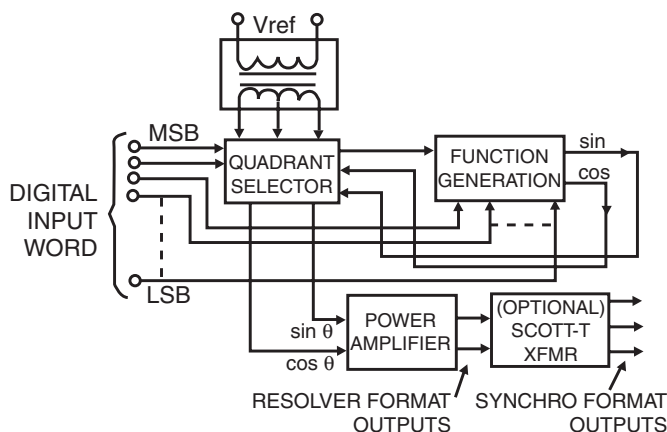 Vref
MSB
DIGITAL
INPUT
WORD
LSB
QUADRANT
SELECTOR
FUNCTION
GENERATION
sin
cos
sin θ
cos θ
POWER
AMPLIFIER
(OPTIONAL)
SCOTT-T
XFMR
RESOLVER FORMAT
OUTPUTS
SYNCHRO FORMAT
OUTPUTS